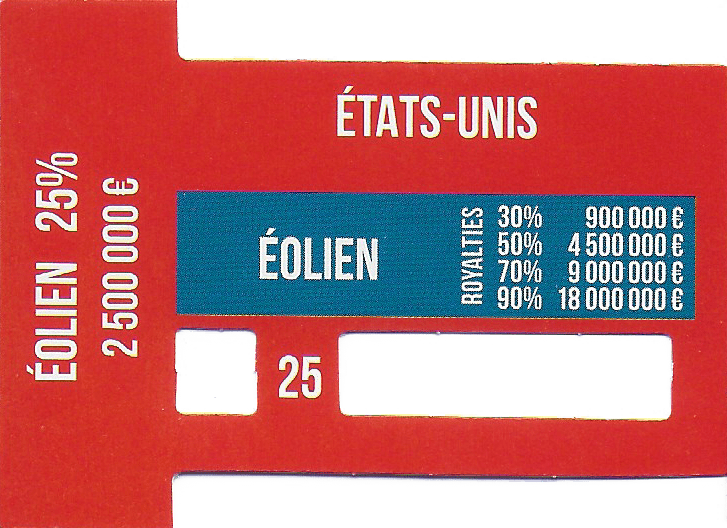 ÉOLIEN 25%
2 500 000 €
ÉTATS-UNIS
ÉOLIEN
ROYALTIES
30% 900 000 €
50% 4 500 000 €
70% 9 000 000 €
90% 18 000 000 €
25